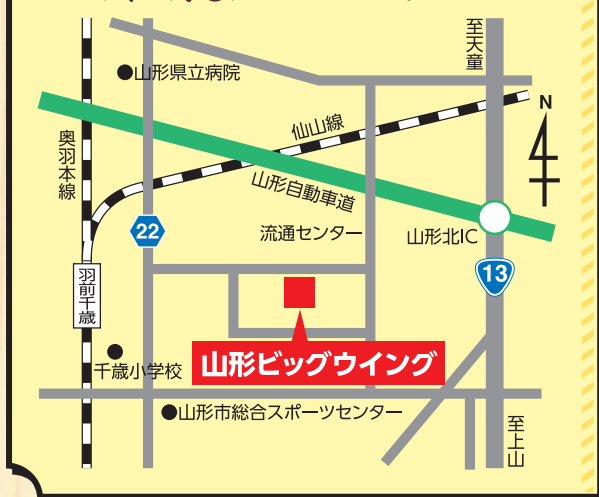 至天童
山形県立病院
N
仙山線
奥羽本線
山形自動車道
22
流通センター
山形北IC
13
羽前千歳
山形ビッグウイング
千歳小学校
山形市総合スポーツセンター
至上山